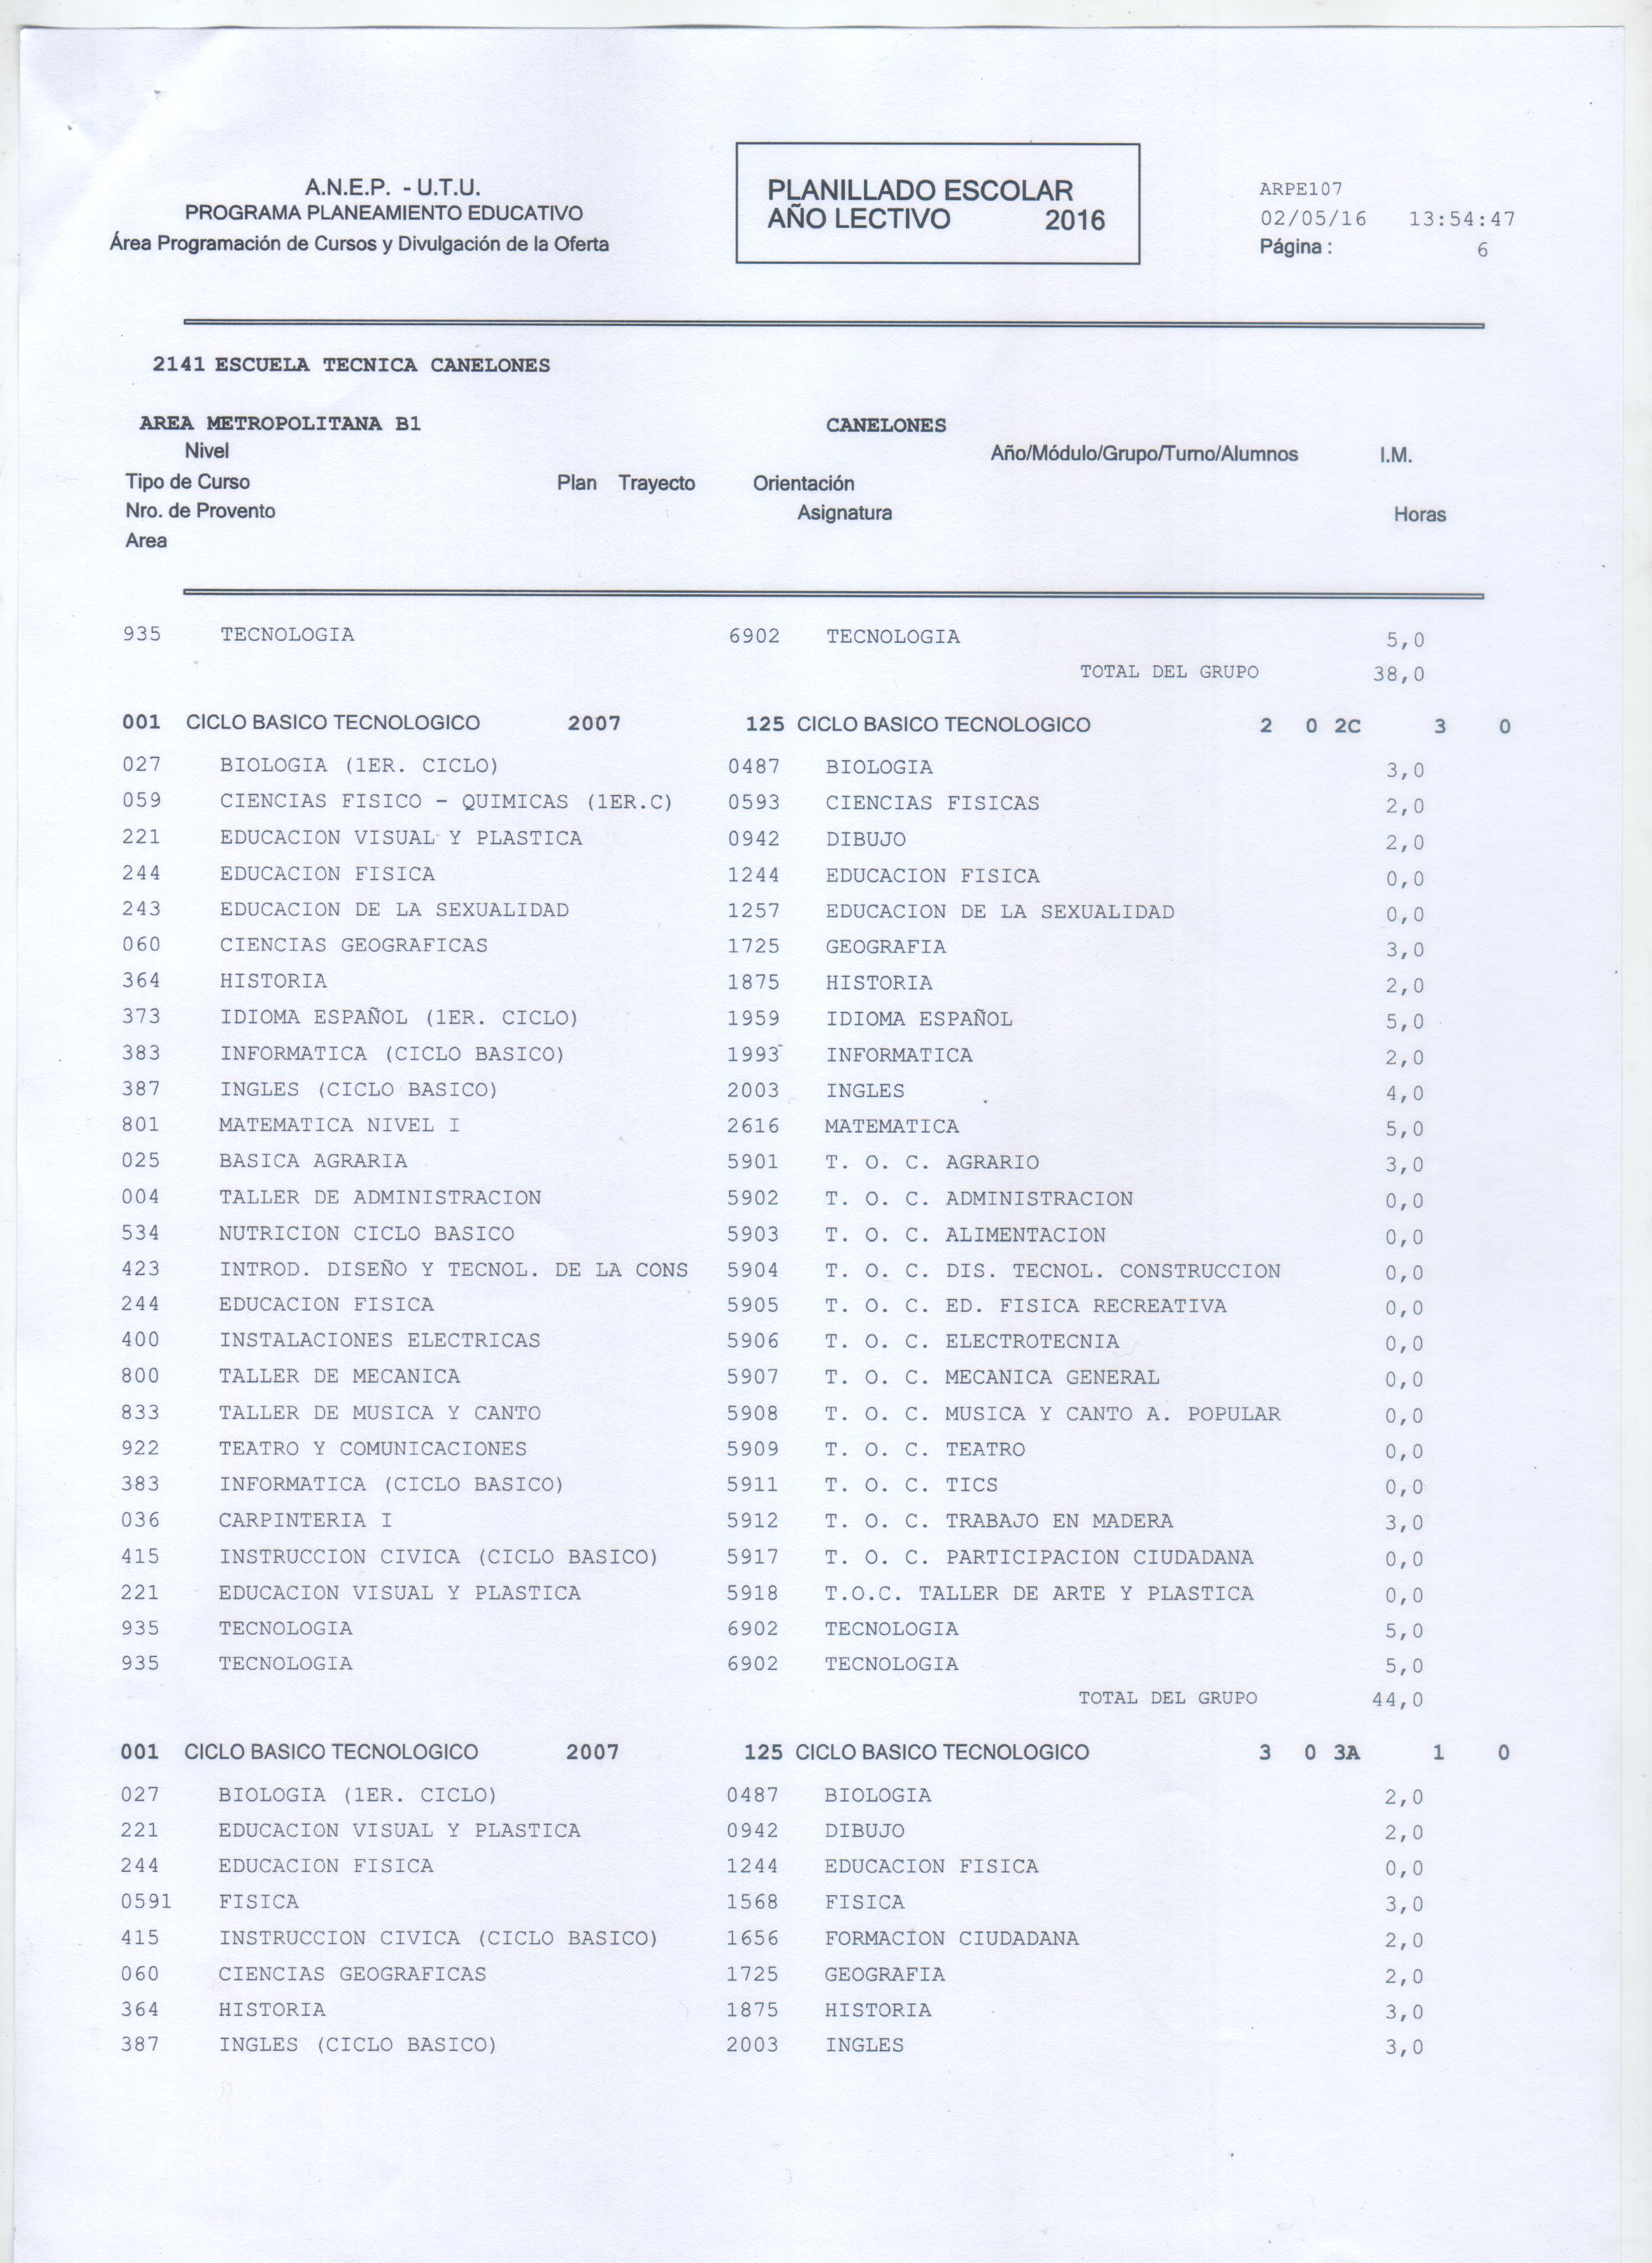 A.N.E.P. - U.T.U.
PROGRAMA PLANEAMIENTO EDUCATIVO
Área Programación de Cursos y Divulgación de la Oferta
PLANILLADO ESCOLAR
AÑO LECTIVO 2016
ARPE107
02/05/16 13:54:47
Página : 6
2141 ESCUELA TECNICA CANELONES
AREA METROPOLITANA B1 CANELONES
Nivel Año/Módulo/Grupo/Turno/Alumnos I.M.
Tipo de Curso Plan Trayecto Orientación
Nro. de Provento Asignatura Horas
Area
935 TECNOLOGIA 6902 TECNOLOGIA 5,0
TOTAL DEL GRUPO 38,0
001 CICLO BASICO TECNOLOGICO 2007 125 CICLO BASICO TECNOLOGICO 2 0 2C 3 0
027 BIOLOGIA (1ER. CICLO) 0487 BIOLOGIA 3,0
059 CIENCIAS FISICO - QUIMICAS (1ER.C) 0593 CIENCIAS FISICAS 2,0
221 EDUCACION VISUAL Y PLASTICA 0942 DIBUJO 2,0
244 EDUCACION FISICA 1244 EDUCACION FISICA 0,0
243 EDUCACION DE LA SEXUALIDAD 1257 EDUCACION DE LA SEXUALIDAD 0,0
060 CIENCIAS GEOGRAFICAS 1725 GEOGRAFIA 3,0
364 HISTORIA 1875 HISTORIA 2,0
373 IDIOMA ESPAÑOL (1ER. CICLO) 1959 IDIOMA ESPAÑOL 5,0
383 INFORMATICA (CICLO BASICO) 1993 INFORMATICA 2,0
387 INGLES (CICLO BASICO) 2003 INGLES 4,0
801 MATEMATICA NIVEL I 2616 MATEMATICA 5,0
025 BASICA AGRARIA 5901 T. O. C. AGRARIO 3,0
004 TALLER DE ADMINISTRACION 5902 T. O. C. ADMINISTRACION 0,0
534 NUTRICION CICLO BASICO 5903 T. O. C. ALIMENTACION 0,0
423 INTROD. DISEÑO Y TECNOL. DE LA CONS 5904 T. O. C. DIS. TECNOL. CONSTRUCCION 0,0
244 EDUCACION FISICA 5905 T. O. C. ED. FISICA RECREATIVA 0,0
400 INSTALACIONES ELECTRICAS 5906 T. O. C. ELECTROTECNIA 0,0
800 TALLER DE MECANICA 5907 T. O. C. MECANICA GENERAL 0,0
833 TALLER DE MUSICA Y CANTO 5908 T. O. C. MUSICA Y CANTO A. POPULAR 0,0
922 TEATRO Y COMUNICACIONES 5909 T. O. C. TEATRO 0,0
383 INFORMATICA (CICLO BASICO) 5911 T. O. C. TICS 0,0
036 CARPINTERIA I 5912 T. O. C. TRABAJO EN MADERA 3,0
415 INSTRUCCION CIVICA (CICLO BASICO) 5917 T. O. C. PARTICIPACION CIUDADANA 0,0
221 EDUCACION VISUAL Y PLASTICA 5918 T.O.C. TALLER DE ARTE Y PLASTICA 0,0
935 TECNOLOGIA 6902 TECNOLOGIA 5,0
935 TECNOLOGIA 6902 TECNOLOGIA 5,0
TOTAL DEL GRUPO 44,0
001 CICLO BASICO TECNOLOGICO 2007 125 CICLO BASICO TECNOLOGICO 3 0 3A 1 0
027 BIOLOGIA (1ER. CICLO) 0487 BIOLOGIA 2,0
221 EDUCACION VISUAL Y PLASTICA 0942 DIBUJO 2,0
244 EDUCACION FISICA 1244 EDUCACION FISICA 0,0
0591 FISICA 1568 FISICA 3,0
415 INSTRUCCION CIVICA (CICLO BASICO) 1656 FORMACION CIUDADANA 2,0
060 CIENCIAS GEOGRAFICAS 1725 GEOGRAFIA 2,0
364 HISTORIA 1875 HISTORIA 3,0
387 INGLES (CICLO BASICO) 2003 INGLES 3,0